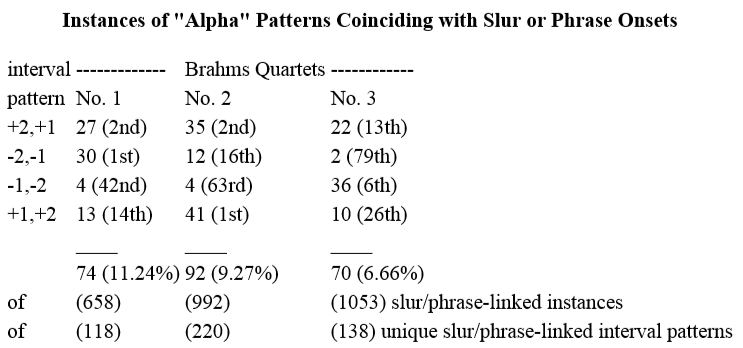 Instances of "Alpha" Patterns Coinciding with Slur or Phrase Onsets
interval ------------- Brahms Quartets ------------
pattern No. 1 No. 2 No. 3
+2,+1 27 (2nd) 35 (2nd) 22 (13th)
-2,-1 30 (1st) 12 (16th) 2 (79th)
-1,-2 4 (42nd) 4 (63rd) 36 (6th)
+1,+2 13 (14th) 41 (1st) 10 (26th)
____ ____ ____
74 (11.24%) 92 (9.27%) 70 (6.66%)
of (658) (992) (1053) slur/phrase-linked instances
of (118) (220) (138) unique slur/phrase-linked interval patterns